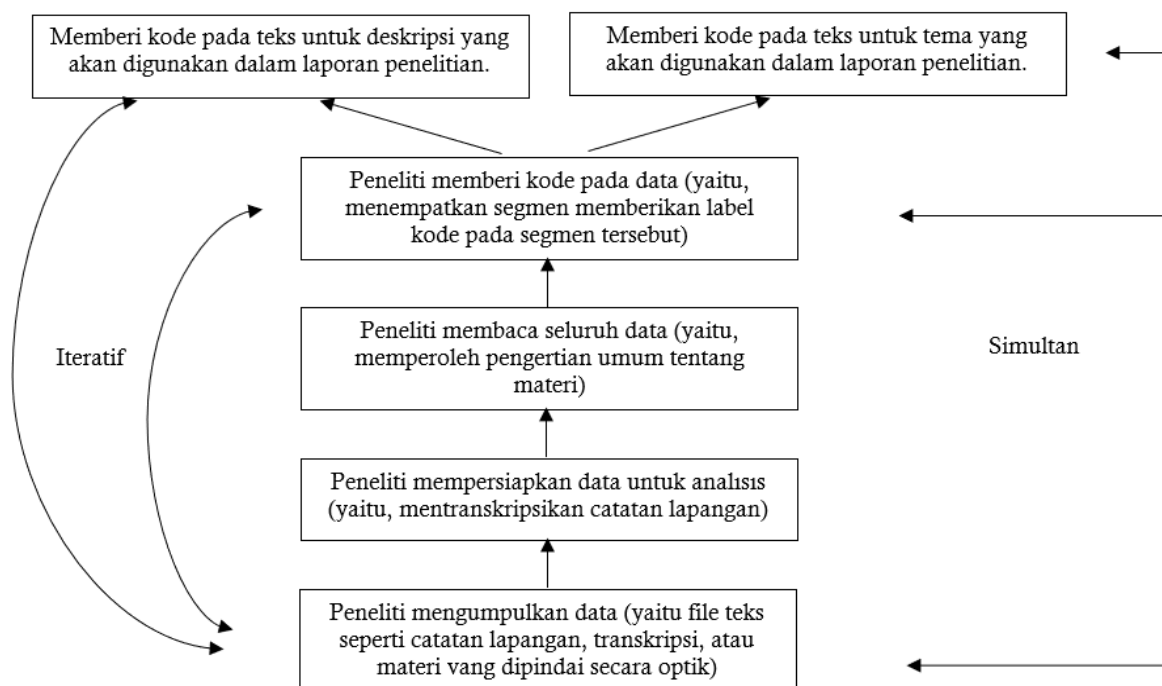 Memberi kode pada teks untuk deskripsi yang
akan digunakan dalam laporan penelitian.
Memberi kode pada teks untuk tema yang
akan digunakan dalam laporan penelitian.
Peneliti memberi kode pada data (yaitu,
menempatkan segmen memberikan label
kode pada segmen tersebut)
Peneliti membaca seluruh data (yaitu,
memperoleh pengertian umum tentang
materi)
Iteratif
Simultan
Peneliti mempersiapkan data untuk analisis
(yaitu, mentranskripsikan catatan lapangan)
Peneliti mengumpulkan data (yaitu file teks
seperti catatan lapangan, transkripsi, atau
materi yang dipindai secara optik)